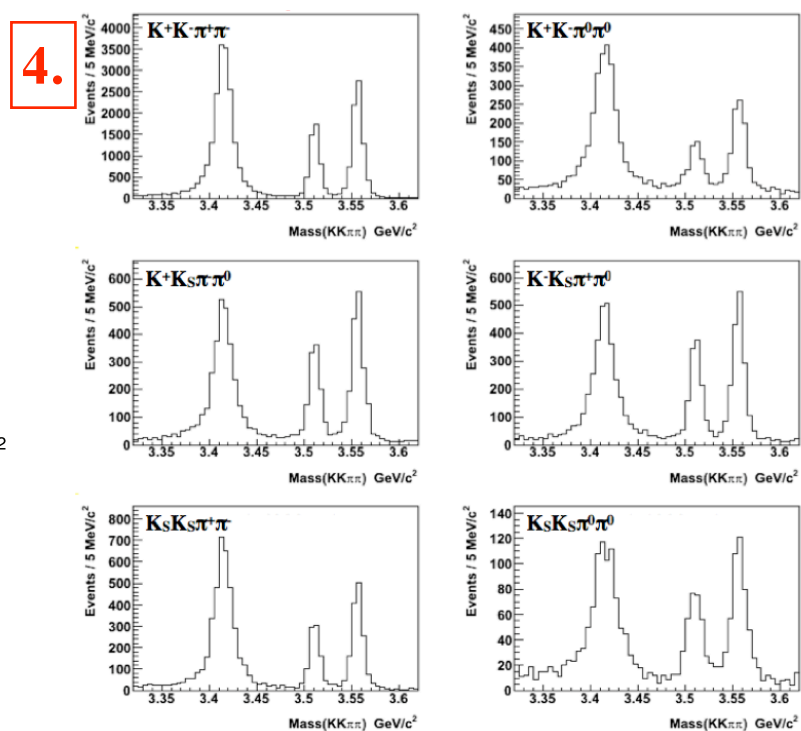 4.
K+K-π+π-
Events / 5 MeV/c²
4000
3500
3000
2500
2000
1500
1000
500
0
3.35 3.4 3.45 3.5 3.55 3.6
Mass(KKππ) GeV/c²
K+K-π⁰π⁰
Events / 5 MeV/c²
450
400
350
300
250
200
150
100
50
0
3.35 3.4 3.45 3.5 3.55 3.6
Mass(KKππ) GeV/c²
K+KSπ-π⁰
Events / 5 MeV/c²
600
500
400
300
200
100
0
3.35 3.4 3.45 3.5 3.55 3.6
Mass(KKππ) GeV/c²
K-KSπ+π⁰
Events / 5 MeV/c²
600
500
400
300
200
100
0
3.35 3.4 3.45 3.5 3.55 3.6
Mass(KKππ) GeV/c²
2
KSKSπ+π-
Events / 5 MeV/c²
800
700
600
500
400
300
200
100
0
3.35 3.4 3.45 3.5 3.55 3.6
Mass(KKππ) GeV/c²
KSKSπ⁰π⁰
Events / 5 MeV/c²
140
120
100
80
60
40
20
0
3.35 3.4 3.45 3.5 3.55 3.6
Mass(KKππ) GeV/c²